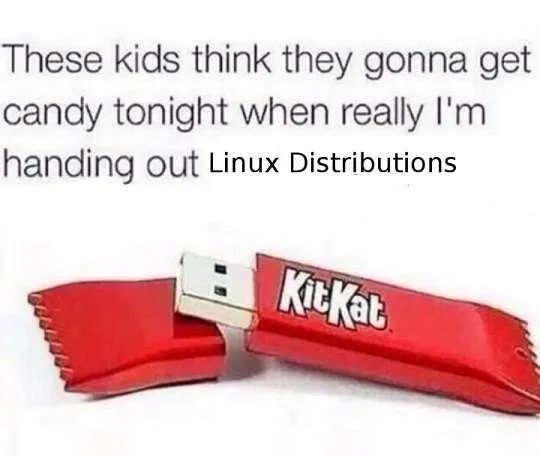 These kids think they gonna get
candy tonight when really I'm
handing out Linux Distributions
KitKat